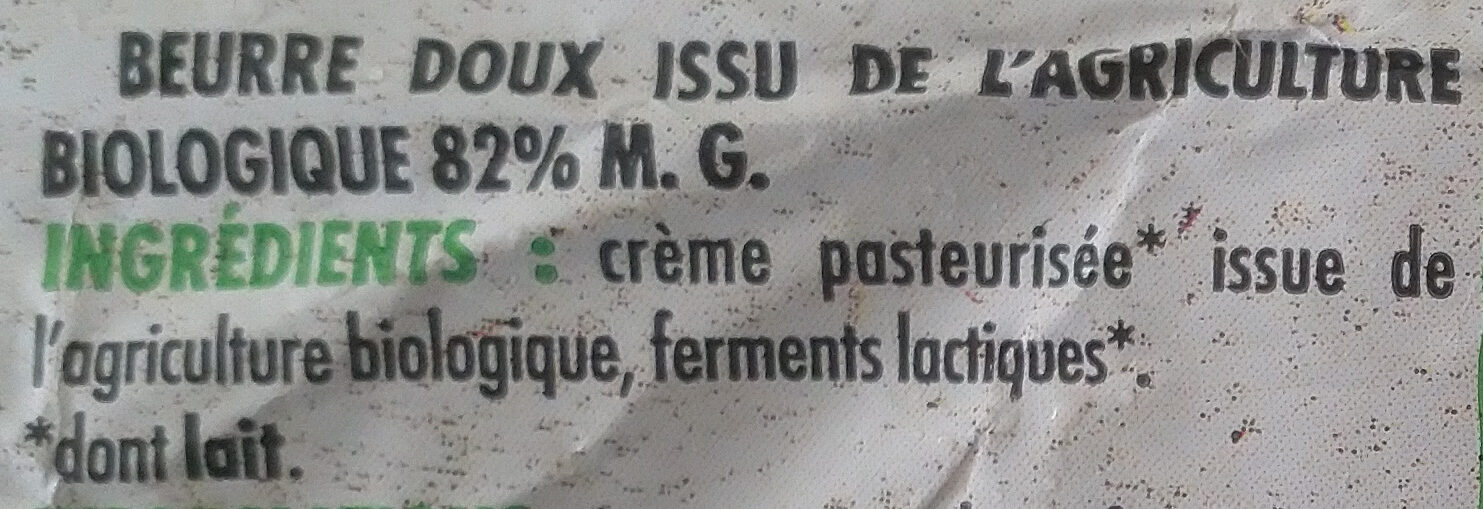 BEURRE DOUX ISSU DE L'AGRICULTURE
BIOLOGIQUE 82% M. G.
INGRÉDIENTS : crème pasteurisée* issue de
l'agriculture biologique, ferments lactiques*.
*dont lait.